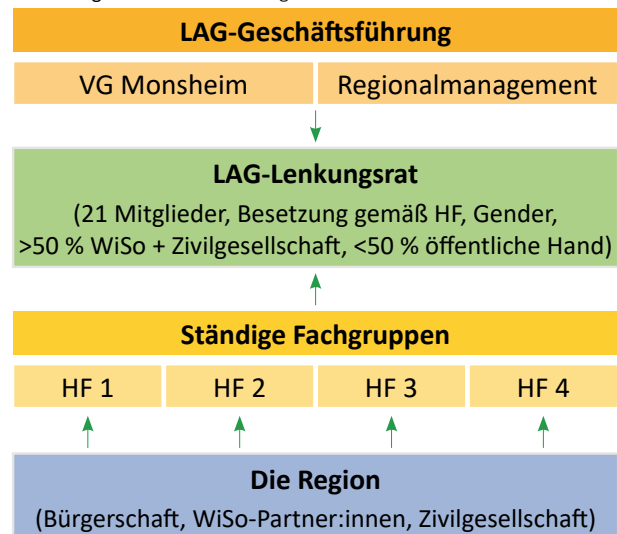 LAG-Geschäftsführung
VG Monsheim
Regionalmanagement
LAG-Lenkungsrat
(21 Mitglieder, Besetzung gemäß HF, Gender,
>50 % WiSo + Zivilgesellschaft, <50 % öffentliche Hand)
Ständige Fachgruppen
HF 1
HF 2
HF 3
HF 4
Die Region
(Bürgerschaft, WiSo-Partner:innen, Zivilgesellschaft)